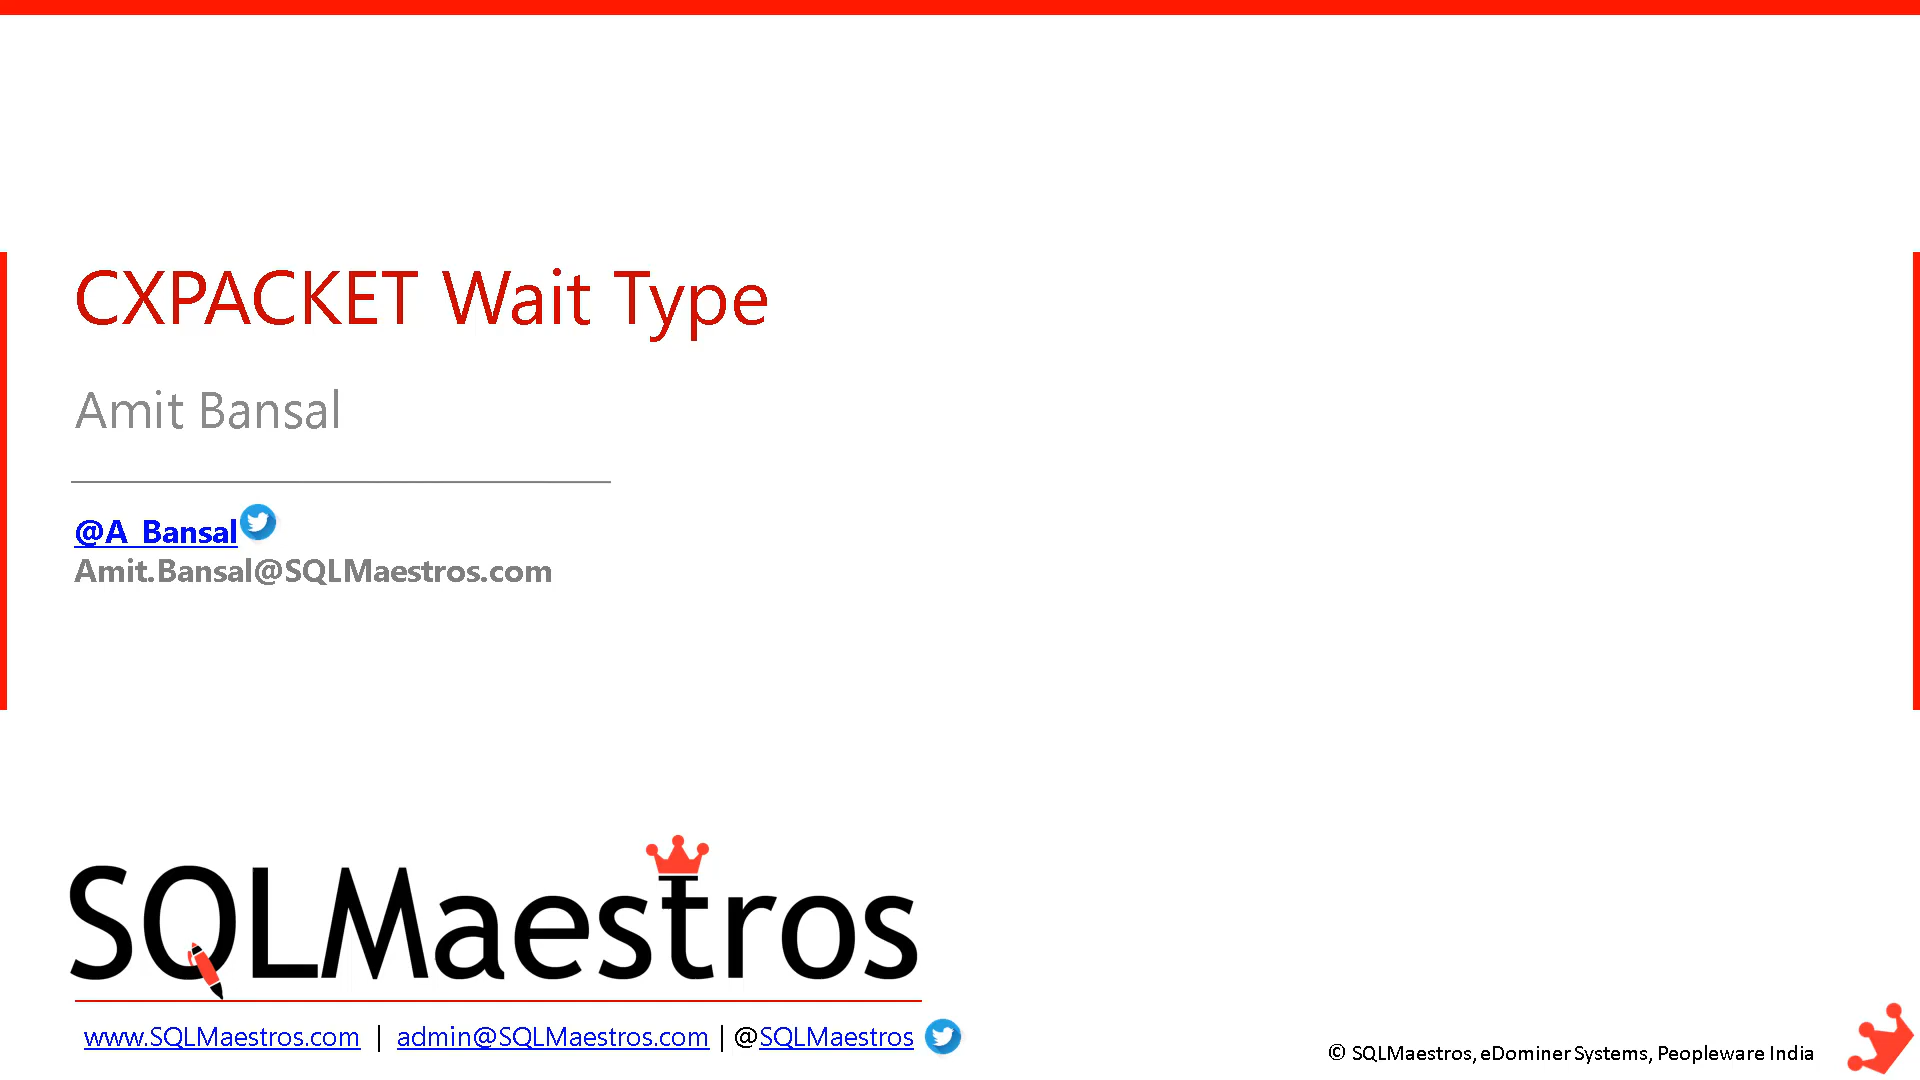 CXPACKET Wait Type
Amit Bansal
@A_Bansal
Amit.Bansal@SQLMaestros.com
SQLMaestros
www.SQLMaestros.com | admin@SQLMaestros.com | @SQLMaestros
© SQLMaestros, eDominer Systems, Peopleware India